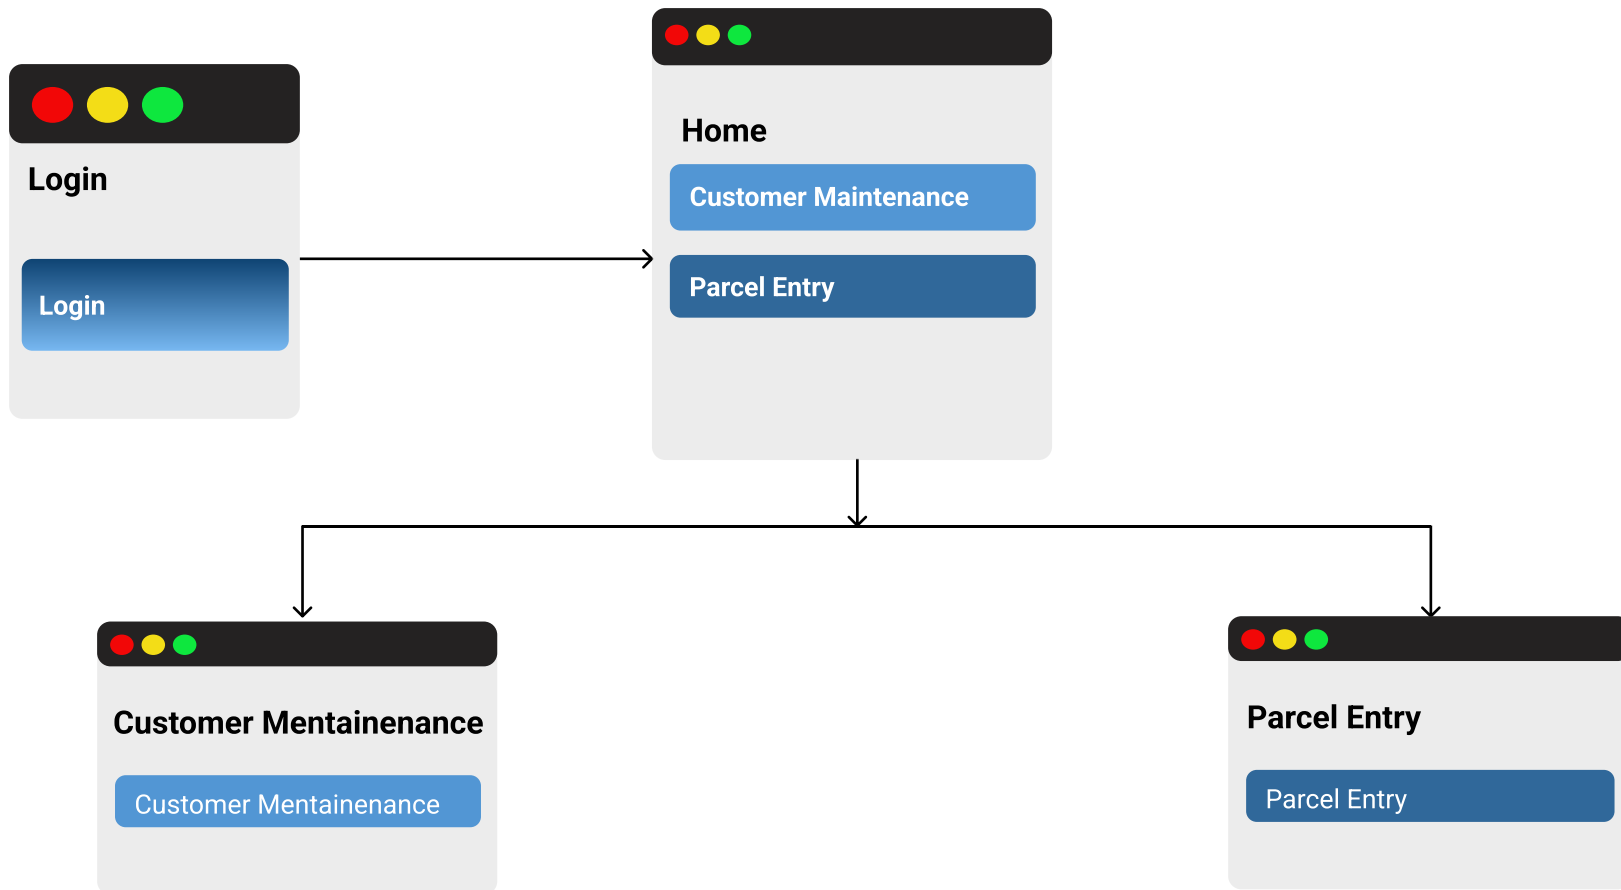 Login
Login
Home
Customer Maintenance
Parcel Entry
Customer Mentainenance
Customer Mentainenance
Parcel Entry
Parcel Entry